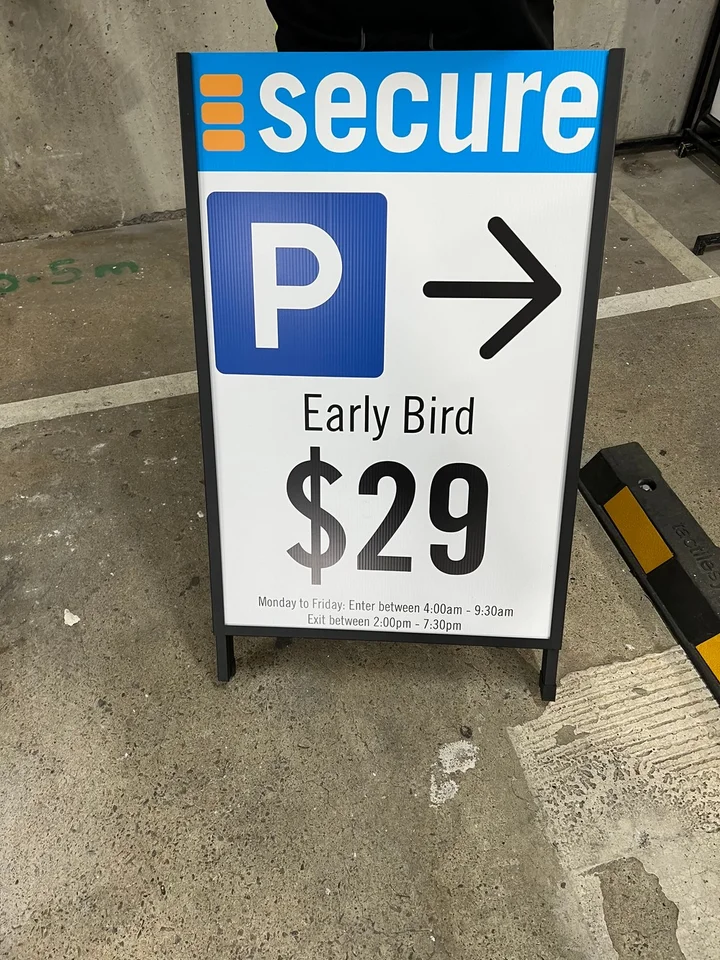 secure
P
Early Bird
$29
Monday to Friday: Enter between 4:00am - 9:30am
Exit between 2:00pm - 7:30pm
5m